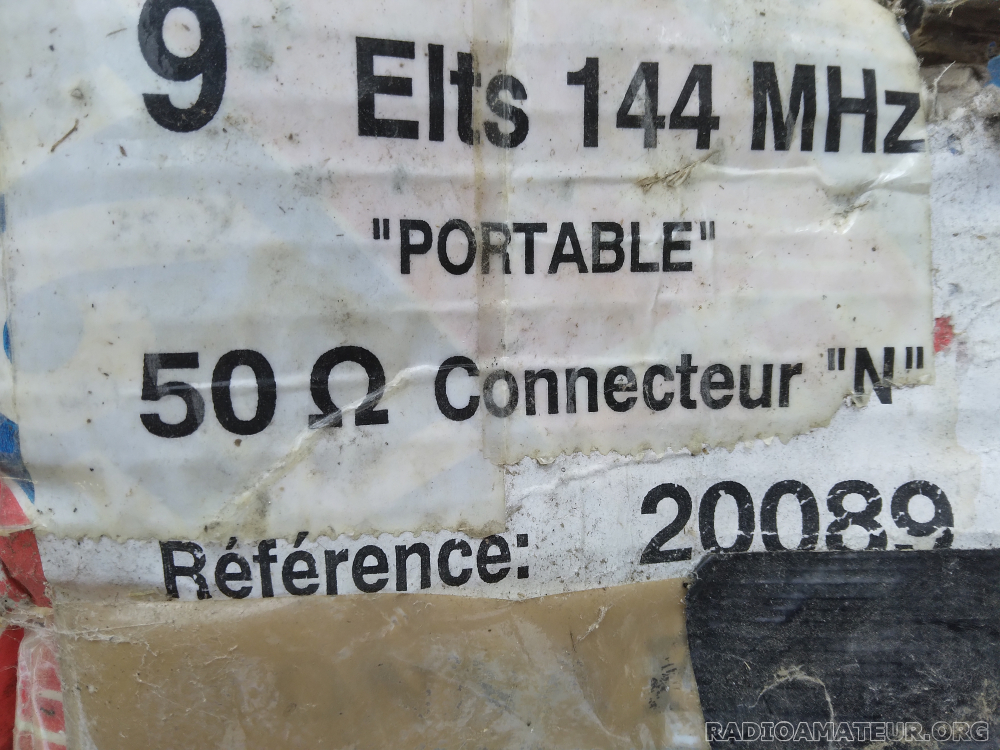 9 Elts 144 MHz
"PORTABLE"
50 Ω Connecteur "N"
Référence: 20089
RADIOAMATEUR.ORG